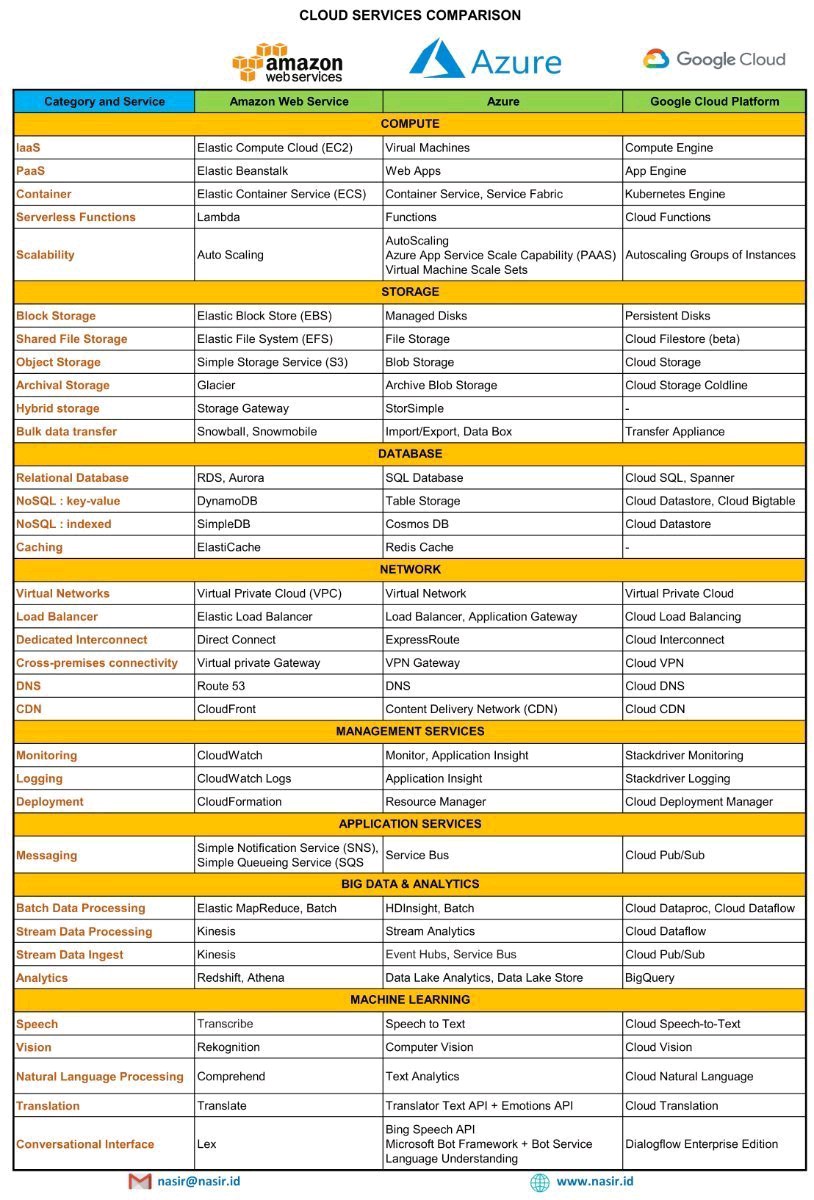 CLOUD SERVICES COMPARISON
amazon
web services
Azure
Google Cloud
Category and Service Amazon Web Service Azure Google Cloud Platform
COMPUTE
IaaS Elastic Compute Cloud (EC2) Virual Machines Compute Engine
PaaS Elastic Beanstalk Web Apps App Engine
Container Elastic Container Service (ECS) Container Service, Service Fabric Kubernetes Engine
Serverless Functions Lambda Functions Cloud Functions
Scalability Auto Scaling AutoScaling
Azure App Service Scale Capability (PAAS)
Virtual Machine Scale Sets Autoscaling Groups of Instances
STORAGE
Block Storage Elastic Block Store (EBS) Managed Disks Persistent Disks
Shared File Storage Elastic File System (EFS) File Storage Cloud Filestore (beta)
Object Storage Simple Storage Service (S3) Blob Storage Cloud Storage
Archival Storage Glacier Archive Blob Storage Cloud Storage Coldline
Hybrid storage Storage Gateway StorSimple -
Bulk data transfer Snowball, Snowmobile Import/Export, Data Box Transfer Appliance
DATABASE
Relational Database RDS, Aurora SQL Database Cloud SQL, Spanner
NoSQL : key-value DynamoDB Table Storage Cloud Datastore, Cloud Bigtable
NoSQL : indexed SimpleDB Cosmos DB Cloud Datastore
Caching ElastiCache Redis Cache -
NETWORK
Virtual Networks Virtual Private Cloud (VPC) Virtual Network Virtual Private Cloud
Load Balancer Elastic Load Balancer Load Balancer, Application Gateway Cloud Load Balancing
Dedicated Interconnect Direct Connect ExpressRoute Cloud Interconnect
Cross-premises connectivity Virtual private Gateway VPN Gateway Cloud VPN
DNS Route 53 DNS Cloud DNS
CDN CloudFront Content Delivery Network (CDN) Cloud CDN
MANAGEMENT SERVICES
Monitoring CloudWatch Monitor, Application Insight Stackdriver Monitoring
Logging CloudWatch Logs Application Insight Stackdriver Logging
Deployment CloudFormation Resource Manager Cloud Deployment Manager
APPLICATION SERVICES
Messaging Simple Notification Service (SNS),
Simple Queueing Service (SQS Service Bus Cloud Pub/Sub
BIG DATA & ANALYTICS
Batch Data Processing Elastic MapReduce, Batch HDInsight, Batch Cloud Dataproc, Cloud Dataflow
Stream Data Processing Kinesis Stream Analytics Cloud Dataflow
Stream Data Ingest Kinesis Event Hubs, Service Bus Cloud Pub/Sub
Analytics Redshift, Athena Data Lake Analytics, Data Lake Store BigQuery
MACHINE LEARNING
Speech Transcribe Speech to Text Cloud Speech-to-Text
Vision Rekognition Computer Vision Cloud Vision
Natural Language Processing Comprehend Text Analytics Cloud Natural Language
Translation Translate Translator Text API + Emotions API Cloud Translation
Conversational Interface Lex Bing Speech API
Microsoft Bot Framework + Bot Service
Language Understanding Dialogflow Enterprise Edition
nasir@nasir.id www.nasir.id